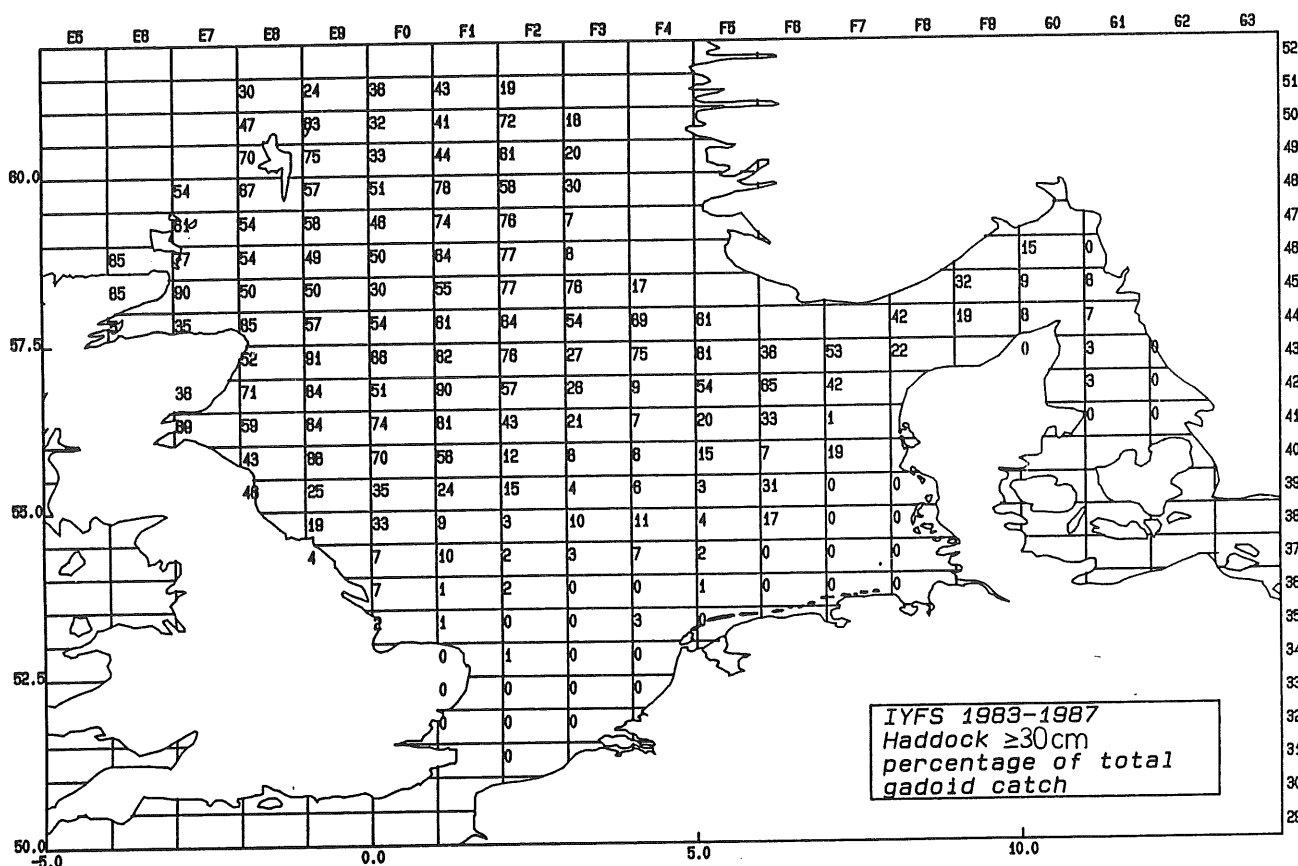 E5 E6 E7 E8 E9 F0 F1 F2 F3 F4 F5 F6 F7 F8 F9 G0 G1 G2 G3
52
30 24 38 43 19 51
47 83 32 41 72 18 50
70 75 33 44 81 20 49
60.0 54 67 57 51 78 58 30 48
81 54 58 46 74 76 7 47
85 77 54 49 50 84 77 8 15 0 46
85 90 50 50 30 55 77 76 17 32 9 6 45
35 85 57 54 81 84 54 89 81 42 19 8 7 44
57.5 52 91 86 82 76 27 75 81 38 53 22 0 3 0 43
38 71 84 51 90 57 26 9 54 65 42 3 0 42
89 59 84 74 81 43 21 7 20 33 1 0 0 41
43 86 70 58 12 8 6 15 7 19 40
46 25 35 24 15 4 6 3 31 0 0 39
55.0 19 33 9 3 10 11 4 17 0 0 38
4 7 10 2 3 7 2 0 0 0 37
7 1 2 0 0 1 0 0 0 36
2 1 0 0 3 0 35
0 1 0 0 34
52.5 0 0 0 0 33
0 0 0 32
0 31
30
29
50.0
-5.0 0.0 5.0 10.0
IYFS 1983-1987
Haddock ≥30cm
percentage of total
gadoid catch